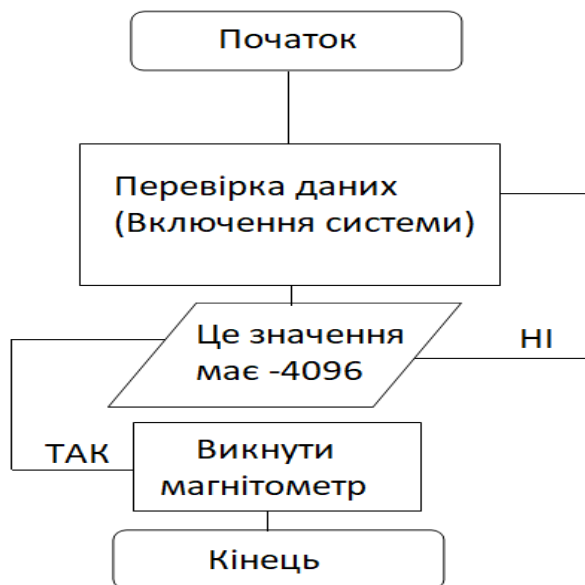 Початок
Перевірка даних
(Включення системи)
Це значення
має -4096
НІ
ТАК
Викнути
магнітометр
Кінець